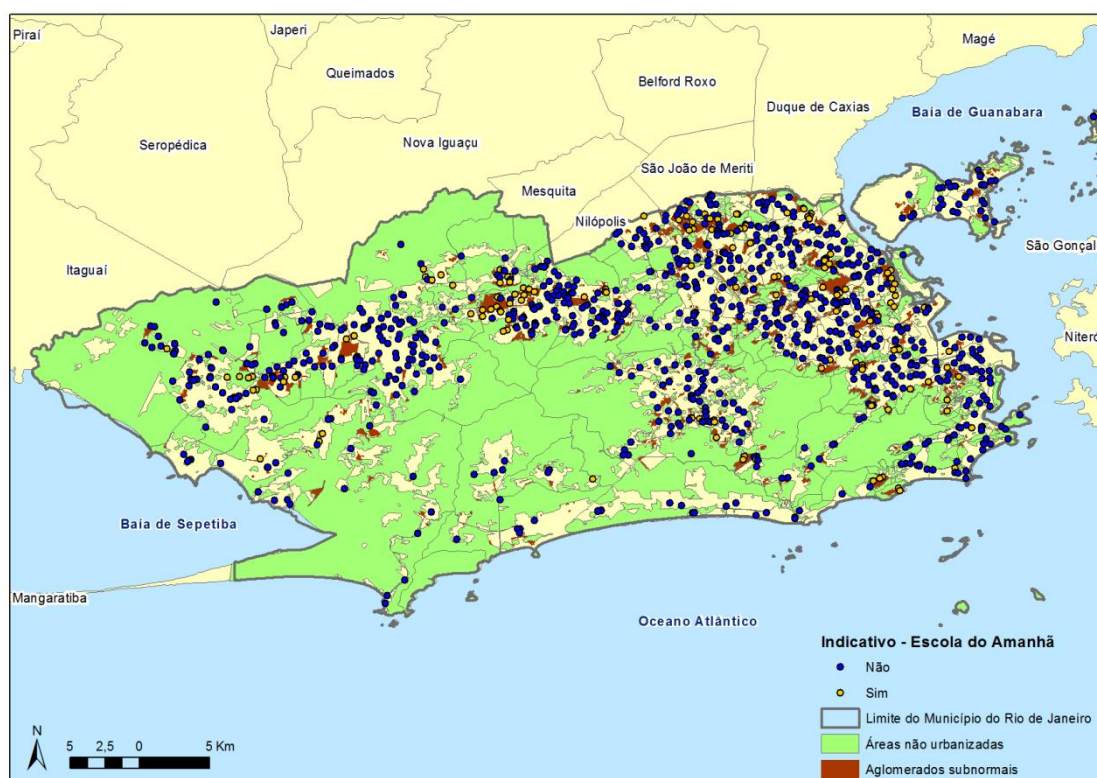 Piraí
Japeri
Magé
Queimados
Belford Roxo
Duque de Caxias
Baía de Guanabara
Seropédica
Nova Iguaçu
São João de Meriti
Mesquita
Nilópolis
São Gonçal
Itaguaí
Niteró
Baía de Sepetiba
Mangaratiba
Oceano Atlântico
Indicativo - Escola do Amanhã
Não
Sim
Limite do Município do Rio de Janeiro
Áreas não urbanizadas
Aglomerados subnormais
N
5 2,5 0 5 Km